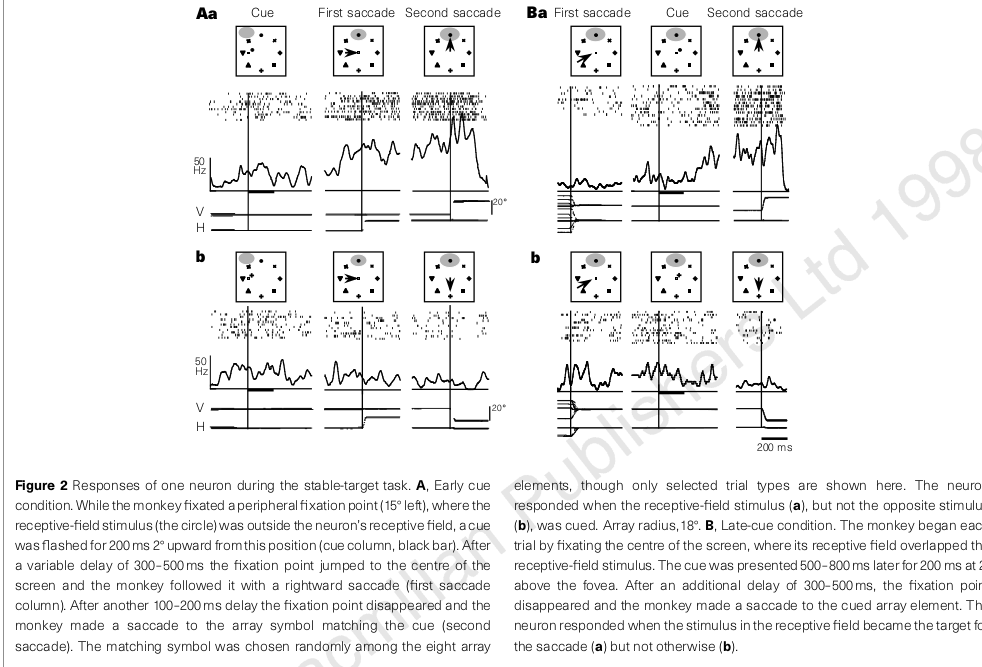 Aa
Cue
First saccade
Second saccade
Ba
First saccade
Cue
Second saccade
50
Hz
V
H
20°
b
b
50
Hz
V
H
20°
200 ms
Macmillan Publishers Ltd 1998
Figure 2 Responses of one neuron during the stable-target task. A, Early cue
condition. While the monkey fixated a peripheral fixation point (15° left), where the
receptive-field stimulus (the circle) was outside the neuron's receptive field, a cue
was flashed for 200 ms 2° upward from this position (cue column, black bar). After
a variable delay of 300–500 ms the fixation point jumped to the centre of the
screen and the monkey followed it with a rightward saccade (first saccade
column). After another 100–200 ms delay the fixation point disappeared and the
monkey made a saccade to the array symbol matching the cue (second
saccade). The matching symbol was chosen randomly among the eight array
elements, though only selected trial types are shown here. The neuro
responded when the receptive-field stimulus (a), but not the opposite stimulu
(b), was cued. Array radius, 18°. B, Late-cue condition. The monkey began eac
trial by fixating the centre of the screen, where its receptive field overlapped th
receptive-field stimulus. The cue was presented 500–800 ms later for 200 ms at 2
above the fovea. After an additional delay of 300–500 ms, the fixation poin
disappeared and the monkey made a saccade to the cued array element. Th
neuron responded when the stimulus in the receptive field became the target fo
the saccade (a) but not otherwise (b).